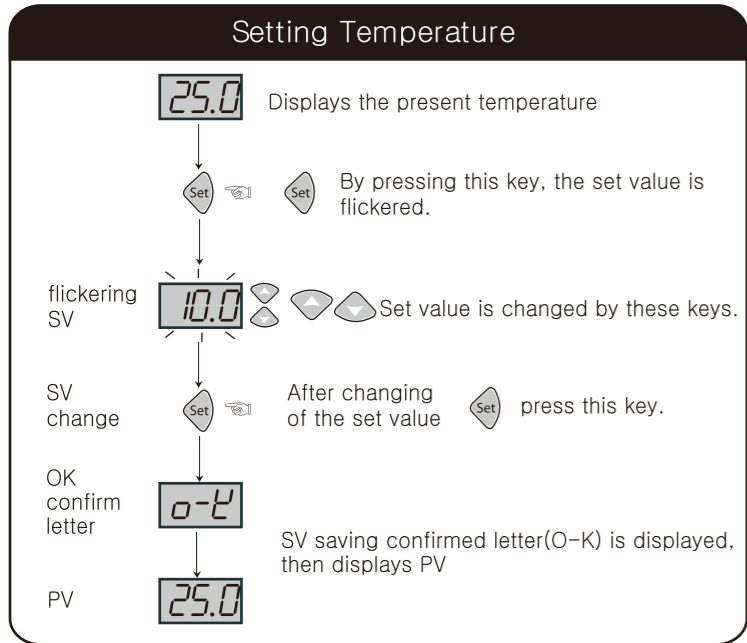 Setting Temperature
25.0 Displays the present temperature
Set Set By pressing this key, the set value is
flickered.
flickering
SV
10.0 Set value is changed by these keys.
SV
change
Set After changing
of the set value Set press this key.
OK
confirm
letter
o-K
SV saving confirmed letter(O-K) is displayed,
then displays PV
PV 25.0